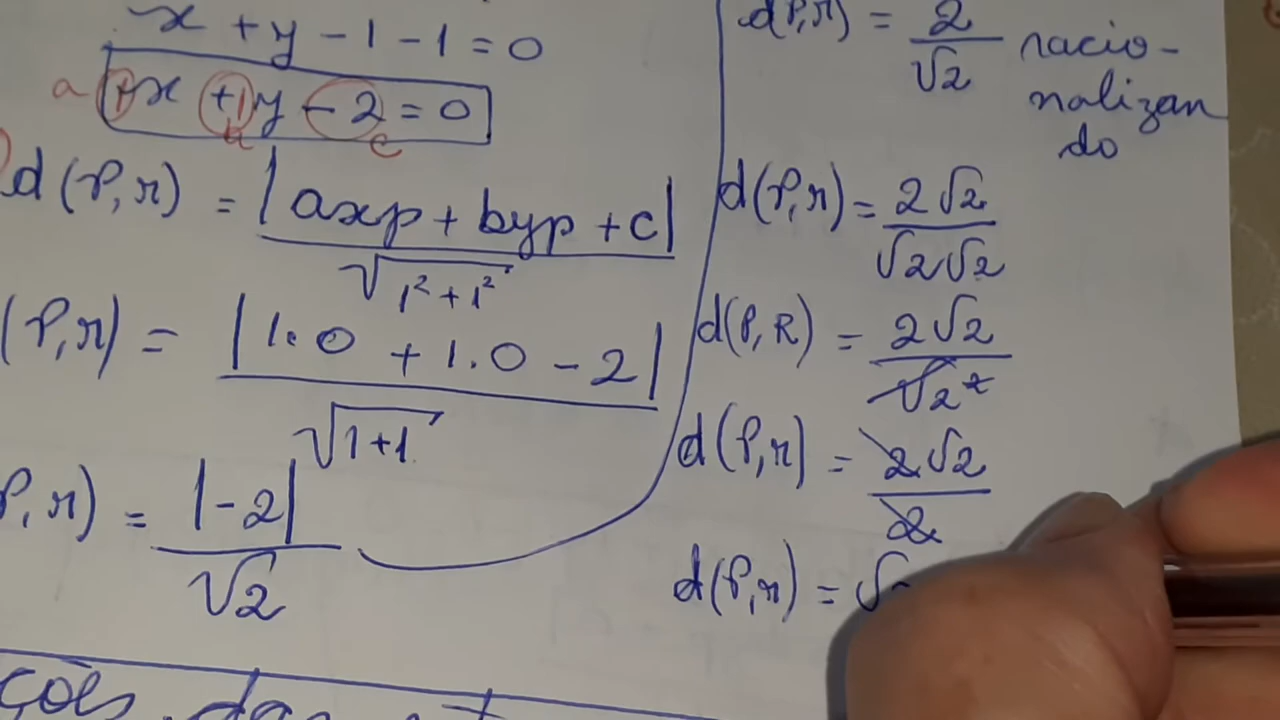 x + y - 1 - 1 = 0
a 1x +1y - 2 = 0
b c
d(P,r) = |axp + byp + c|
√1² + 1²
(P,r) = |1.0 + 1.0 - 2|
√1+1
P,r) = |-2|
√2
d(P,r) = 2
√2
racio-
nalizan
do
d(P,r) = 2√2
√2√2
d(P,R) = 2√2
√2²
d(P,r) = 2√2
2
d(P,r) = √
ções